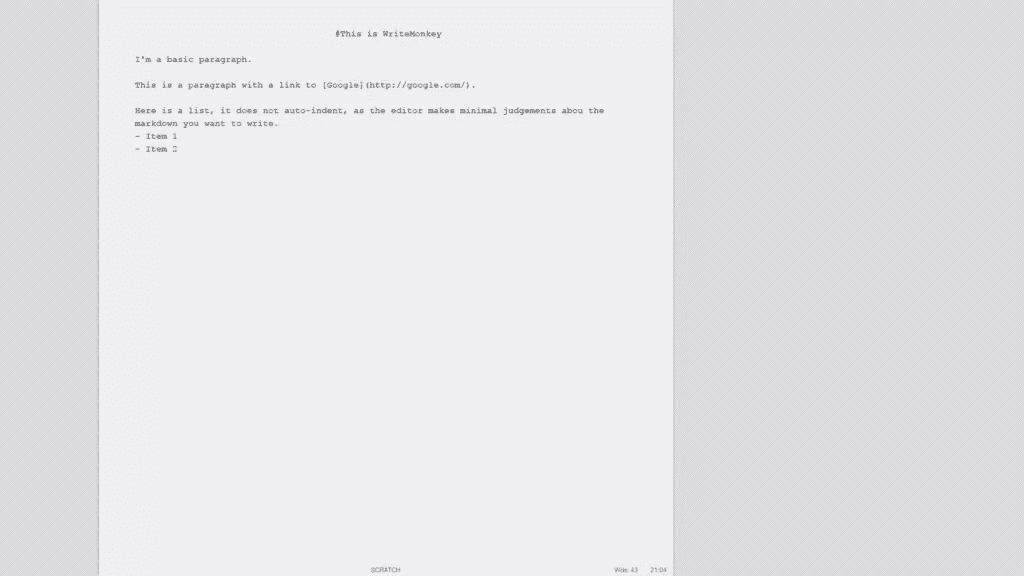 #This is WriteMonkey
I'm a basic paragraph.
This is a paragraph with a link to [Google](http://google.com/).
Here is a list, it does not auto-indent, as the editor makes minimal judgements abou the
markdown you want to write.
- Item 1
- Item 2
SCRATCH
Wds: 43 21:04